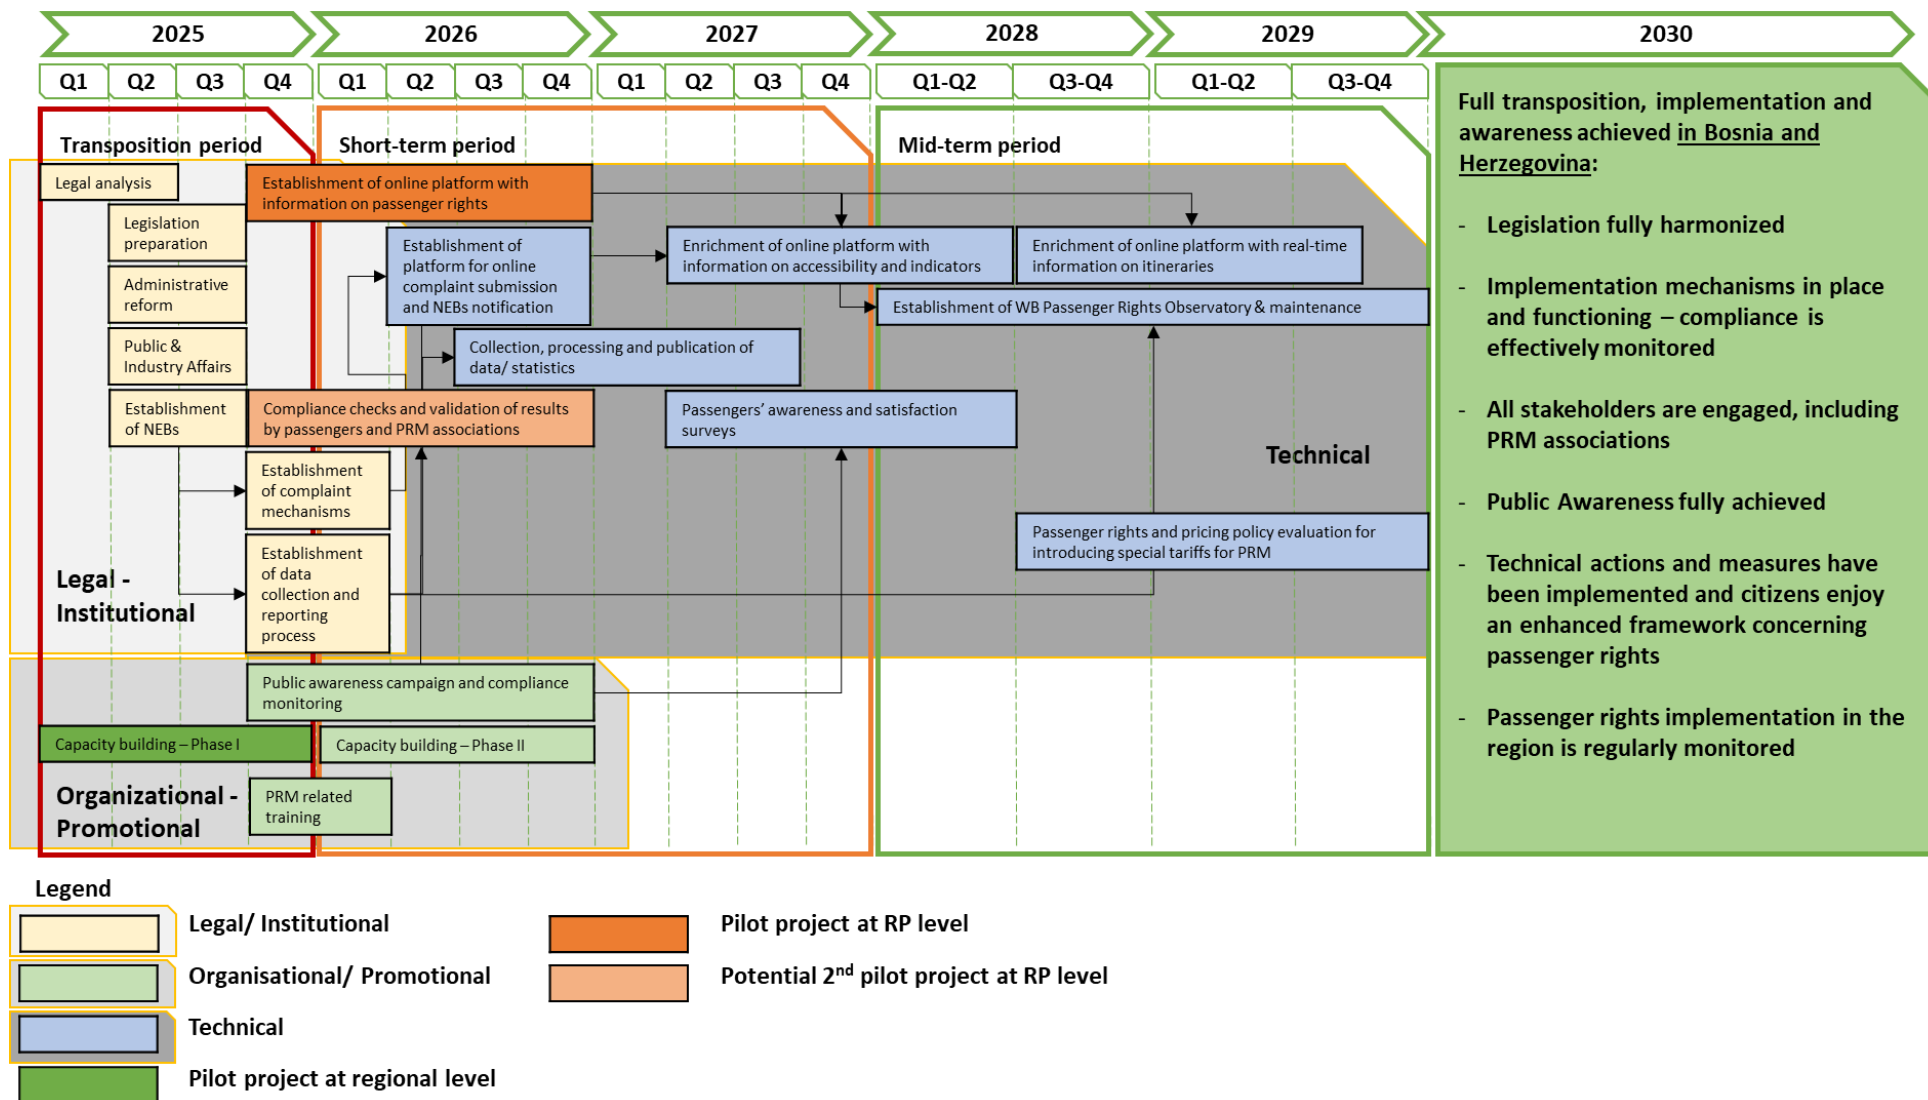 2025
2026
2027
2028
2029
2030
Q1
Q2
Q3
Q4
Q1
Q2
Q3
Q4
Q1
Q2
Q3
Q4
Q1-Q2
Q3-Q4
Q1-Q2
Q3-Q4
Transposition period
Short-term period
Mid-term period
Legal analysis
Legislation
preparation
Administrative
reform
Public &
Industry Affairs
Establishment
of NEBs
Establishment of online platform with
information on passenger rights
Establishment of
platform for online
complaint submission
and NEBs notification
Enrichment of online platform with
information on accessibility and indicators
Enrichment of online platform with real-time
information on itineraries
Establishment of WB Passenger Rights Observatory & maintenance
Collection, processing and publication of
data/ statistics
Compliance checks and validation of results
by passengers and PRM associations
Passengers’ awareness and satisfaction
surveys
Technical
Establishment
of complaint
mechanisms
Establishment
of data
collection and
reporting
process
Passenger rights and pricing policy evaluation for
introducing special tariffs for PRM
Legal -
Institutional
Public awareness campaign and compliance
monitoring
Capacity building – Phase I
Capacity building – Phase II
PRM related
training
Organizational -
Promotional
Full transposition, implementation and
awareness achieved in Bosnia and
Herzegovina:
- Legislation fully harmonized
- Implementation mechanisms in place
and functioning – compliance is
effectively monitored
- All stakeholders are engaged, including
PRM associations
- Public Awareness fully achieved
- Technical actions and measures have
been implemented and citizens enjoy
an enhanced framework concerning
passenger rights
- Passenger rights implementation in the
region is regularly monitored
Legend
Legal/ Institutional
Organisational/ Promotional
Technical
Pilot project at regional level
Pilot project at RP level
Potential 2nd pilot project at RP level